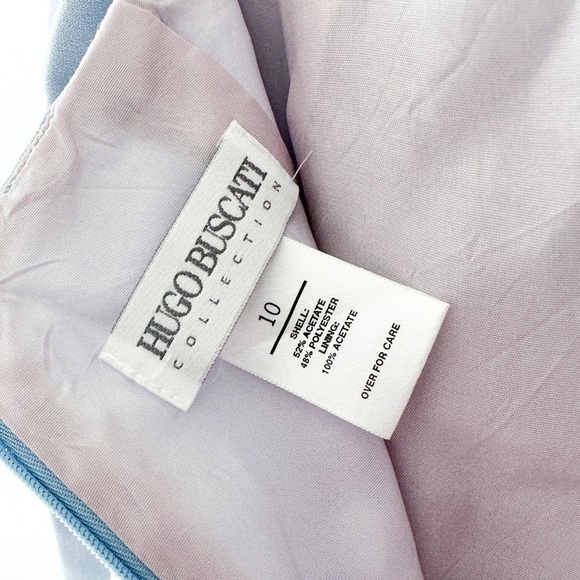 HUGO BUSCATI
COLLECTION
10
SHELL:
52% ACETATE
48% POLYESTER
LINING:
100% ACETATE
OVER FOR CARE